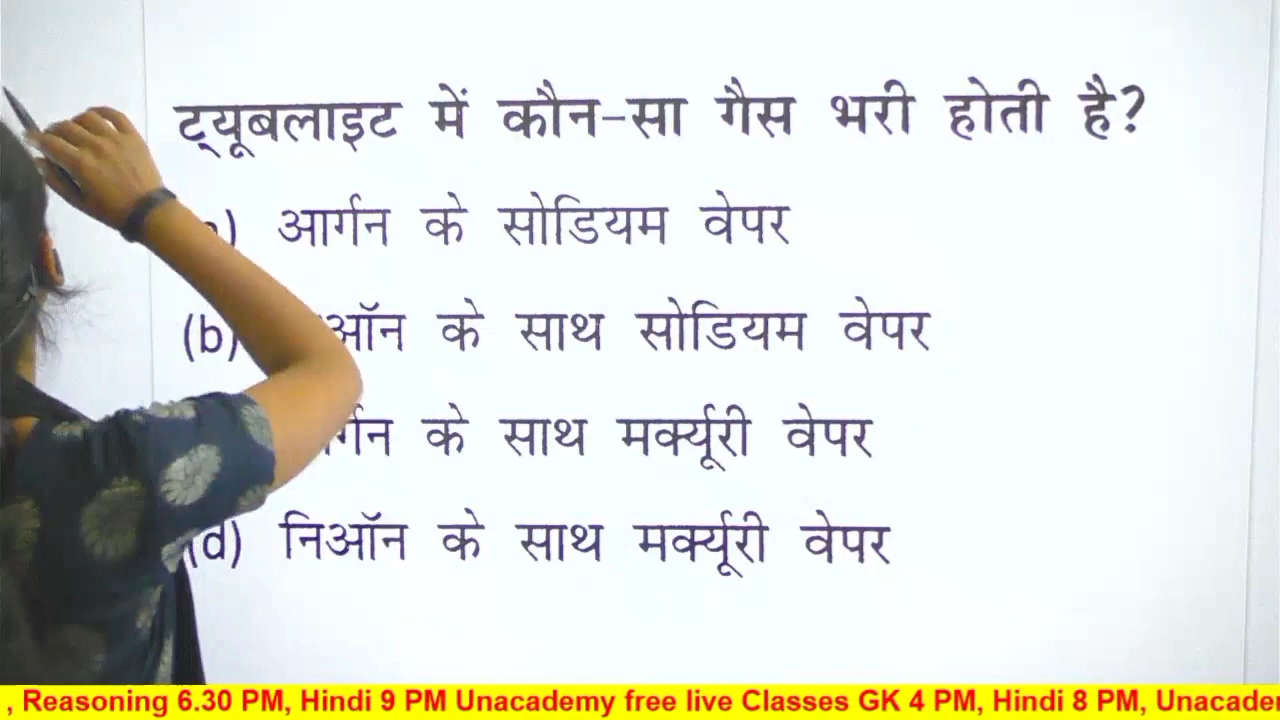 ट्यूबलाइट में कौन-सा गैस भरी होती है?
आर्गन के सोडियम वेपर
(b) के साथ सोडियम वेपर
के साथ मर्क्यूरी वेपर
(d) निऑन के साथ मर्क्यूरी वेपर
, Reasoning 6.30 PM, Hindi 9 PM Unacademy free live Classes GK 4 PM, Hindi 8 PM,